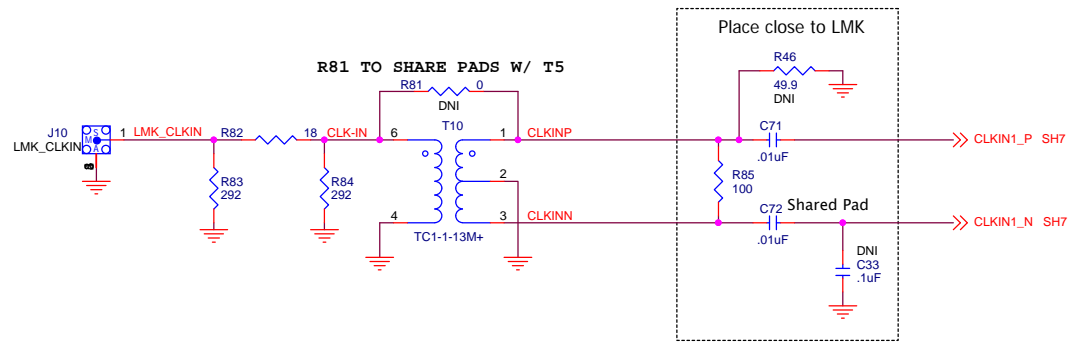 Place close to LMK
R46
49.9
DNI
R81 TO SHARE PADS W/ T5
R81 0
DNI
J10
LMK_CLKIN
S
M
A
1 LMK_CLKIN
R82 18
CLK-IN
6 T10 1
CLKINP
C71
.01uF
CLKIN1_P SH7
R83
292
R84
292
2
R85
100
Shared Pad
4 3
CLKINN
C72
.01uF
CLKIN1_N SH7
TC1-1-13M+
DNI
C33
.1uF